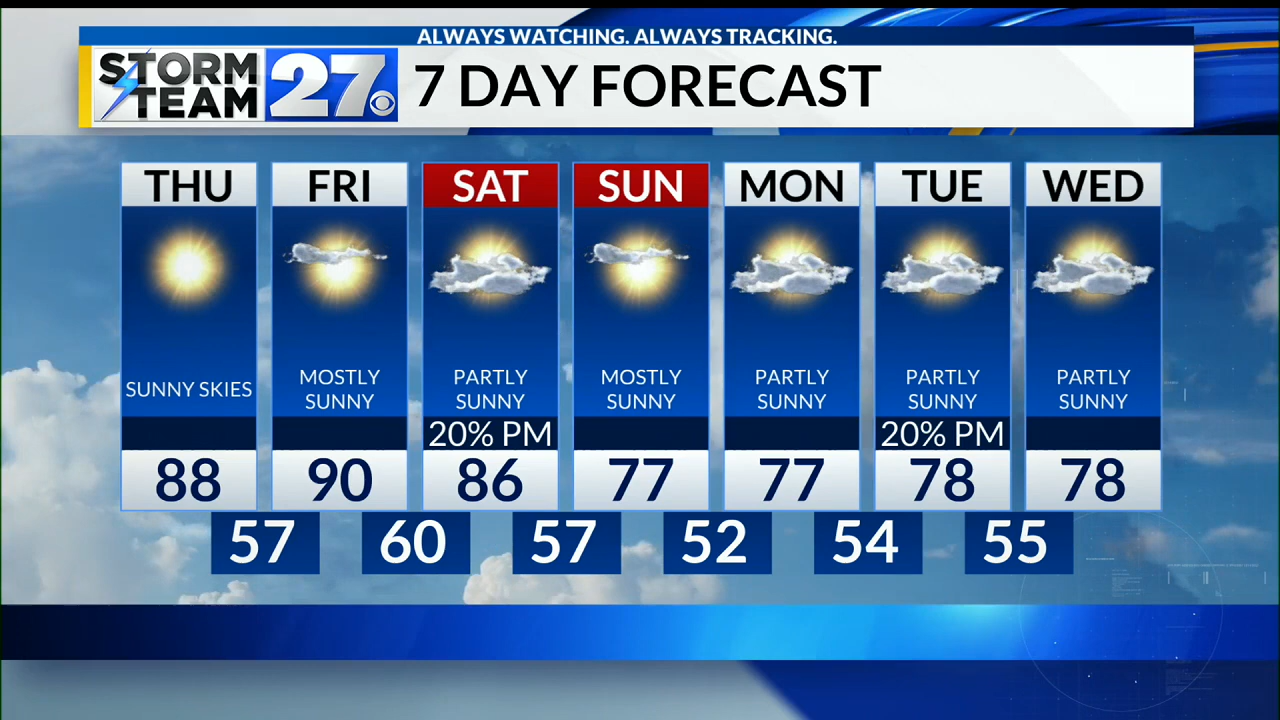 ALWAYS WATCHING. ALWAYS TRACKING.
STORM TEAM 27
7 DAY FORECAST
THU FRI SAT SUN MON TUE WED
SUNNY SKIES
MOSTLY
SUNNY
PARTLY
SUNNY
MOSTLY
SUNNY
PARTLY
SUNNY
PARTLY
SUNNY
PARTLY
SUNNY
20% PM 20% PM
88 90 86 77 77 78 78
57 60 57 52 54 55